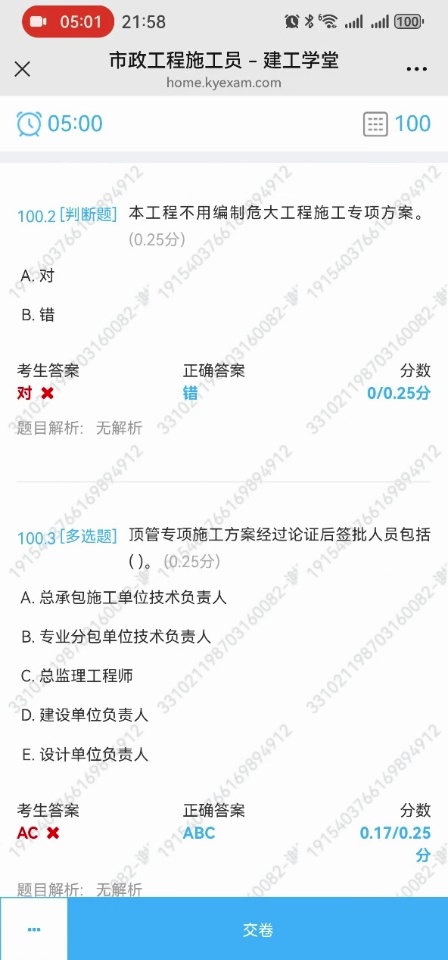 05:01 21:58 100
市政工程施工员 – 建工学堂
home.kyexam.com
05:00 100
100.2 [判断题] 本工程不用编制危大工程施工专项方案。
(0.25分)
A. 对
B. 错
考生答案 正确答案 分数
对 错 0/0.25分
题目解析: 无解析
100.3 [多选题] 顶管专项施工方案经过论证后签批人员包括
( )。 (0.25分)
A. 总承包施工单位技术负责人
B. 专业分包单位技术负责人
C. 总监理工程师
D. 建设单位负责人
E. 设计单位负责人
考生答案 正确答案 分数
AC ABC 0.17/0.25
分
题目解析: 无解析
交卷